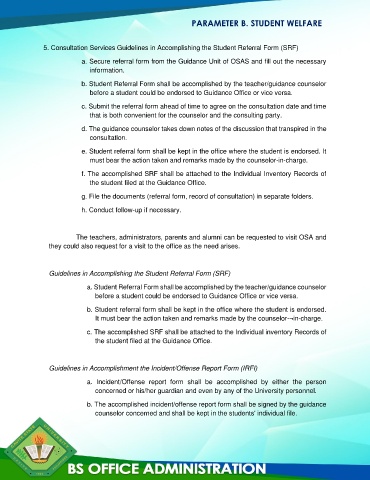 PARAMETER B. STUDENT WELFARE
5. Consultation Services Guidelines in Accomplishing the Student Referral Form (SRF)
a. Secure referral form from the Guidance Unit of OSAS and fill out the necessary
information.
b. Student Referral Form shall be accomplished by the teacher/guidance counselor
before a student could be endorsed to Guidance Office or vice versa.
c. Submit the referral form ahead of time to agree on the consultation date and time
that is both convenient for the counselor and the consulting party.
d. The guidance counselor takes down notes of the discussion that transpired in the
consultation.
e. Student referral form shall be kept in the office where the student is endorsed. It
must bear the action taken and remarks made by the counselor-in-charge.
f. The accomplished SRF shall be attached to the Individual Inventory Records of
the student filed at the Guidance Office.
g. File the documents (referral form, record of consultation) in separate folders.
h. Conduct follow-up if necessary.
The teachers, administrators, parents and alumni can be requested to visit OSA and
they could also request for a visit to the office as the need arises.
Guidelines in Accomplishing the Student Referral Form (SRF)
a. Student Referral Form shall be accomplished by the teacher/guidance counselor
before a student could be endorsed to Guidance Office or vice versa.
b. Student referral form shall be kept in the office where the student is endorsed.
It must bear the action taken and remarks made by the counselor–-in-charge.
c. The accomplished SRF shall be attached to the Individual inventory Records of
the student filed at the Guidance Office.
Guidelines in Accomplishment the Incident/Offense Report Form (IRFI)
a. Incident/Offense report form shall be accomplished by either the person
concerned or his/her guardian and even by any of the University personnel.
b. The accomplished incident/offense report form shall be signed by the guidance
counselor concerned and shall be kept in the students' individual file.
BS OFFICE ADMINISTRATION